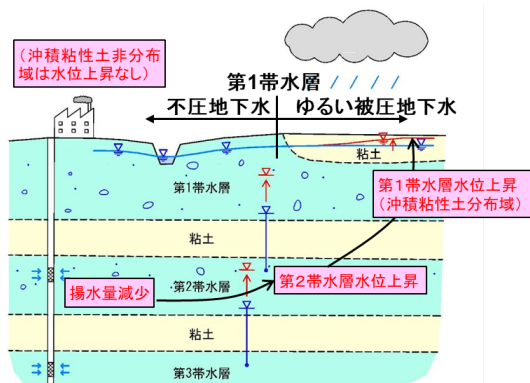 (沖積粘性土非分布
域は水位上昇なし)
第1帯水層
不圧地下水
ゆるい被圧地下水
粘土
第1帯水層
第1帯水層水位上昇
(沖積粘性土分布域)
粘土
揚水量減少
第2帯水層
第2帯水層水位上昇
粘土
第3帯水層